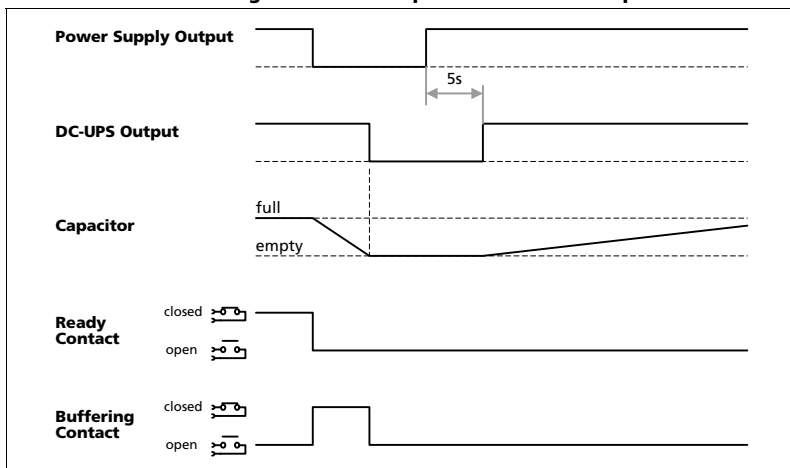 Power Supply Output
5s
DC-UPS Output
full
Capacitor
empty
closed
Ready
Contact
open
closed
Buffering
Contact
open